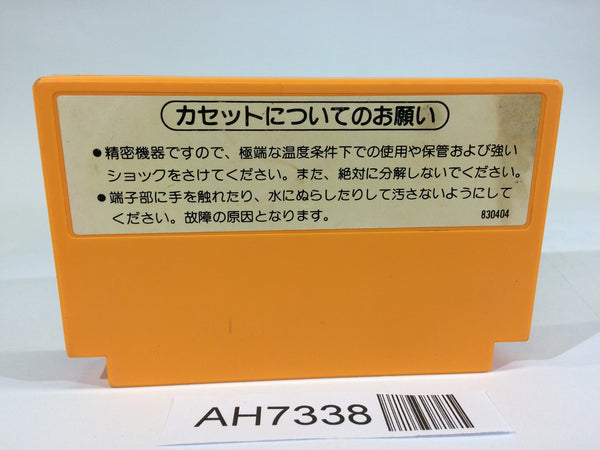 カセットについてのお願い
●精密機器ですので、極端な温度条件下での使用や保管および強い
ショックをさけてください。また、絶対に分解しないでください。
●端子部に手を触れたり、水にぬらしたりして汚さないようにして
ください。故障の原因となります。
830404
AH7338